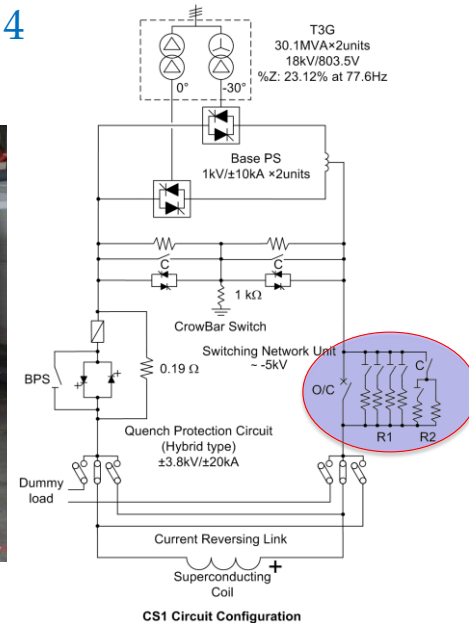 4
T3G
30.1MVA×2units
18kV/803.5V
%Z: 23.12% at 77.6Hz
0°
-30°
Base PS
1kV/±10kA ×2units
C
C
1 kΩ
CrowBar Switch
Switching Network Unit
~ -5kV
0.19 Ω
BPS
O/C
C
R1
R2
Quench Protection Circuit
(Hybrid type)
±3.8kV/±20kA
Dummy
load
Current Reversing Link
+
Superconducting
Coil
CS1 Circuit Configuration